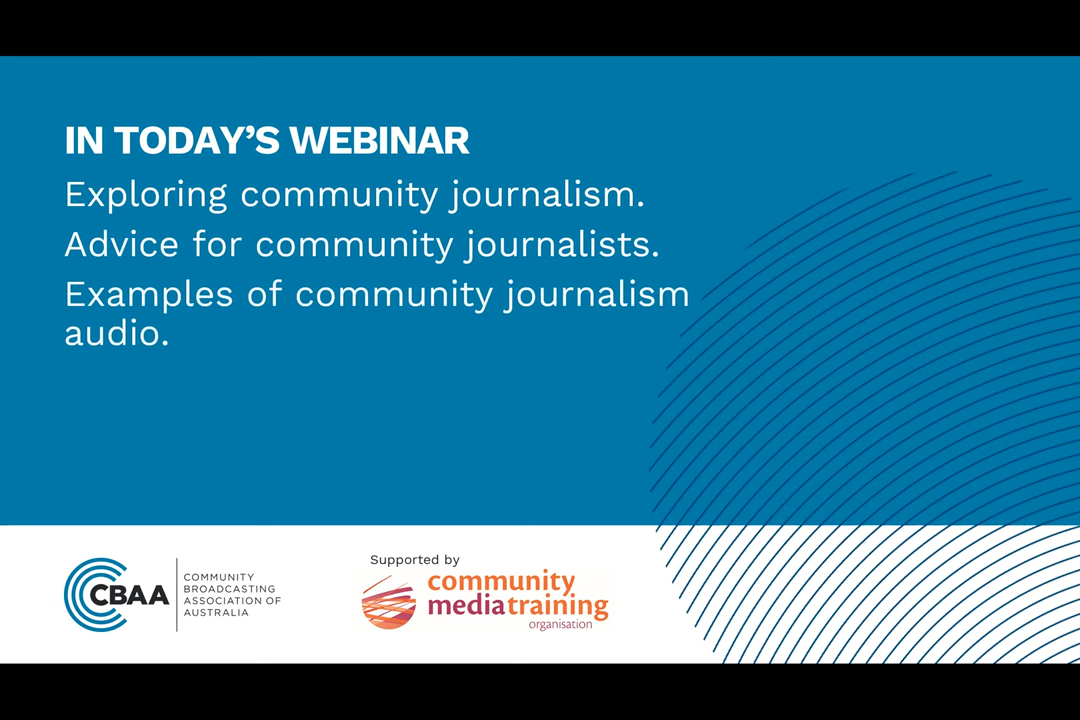 IN TODAY’S WEBINAR
Exploring community journalism.
Advice for community journalists.
Examples of community journalism
audio.
CBAA
COMMUNITY
BROADCASTING
ASSOCIATION OF
AUSTRALIA
Supported by
community
mediatraining
organisation